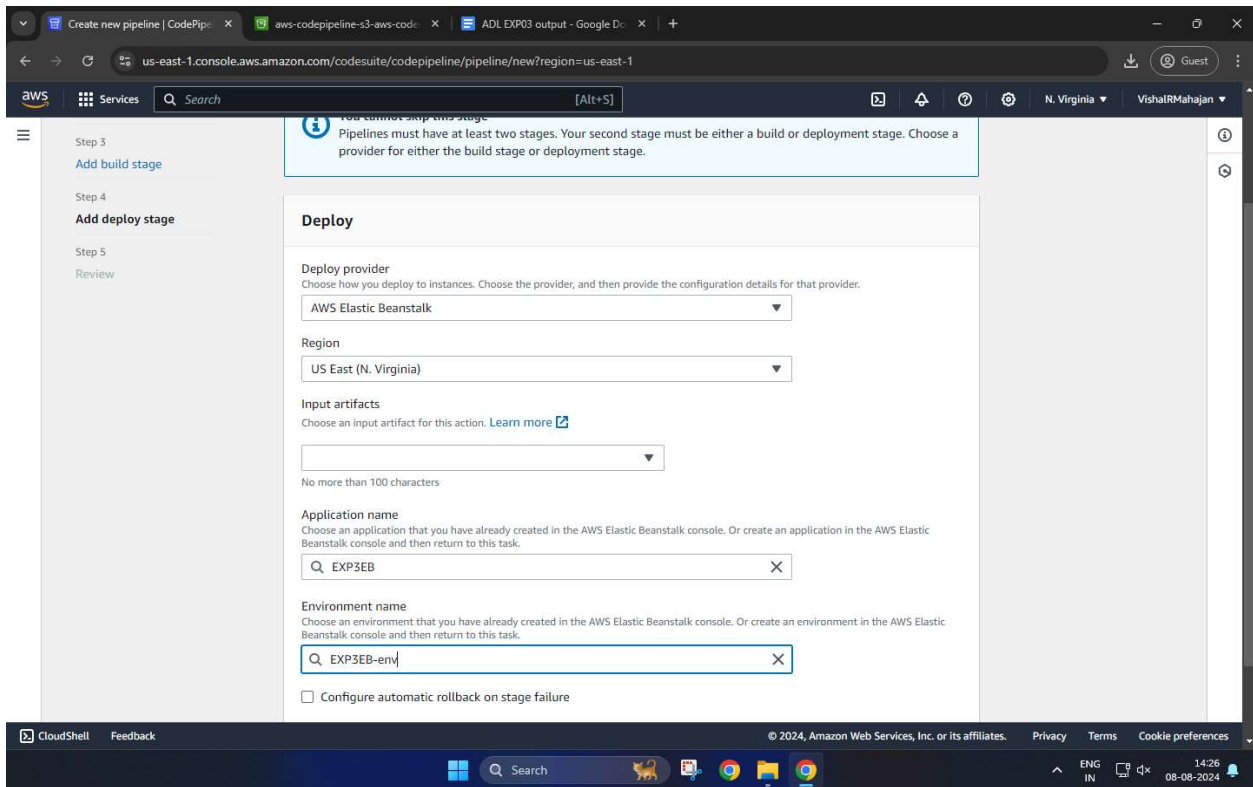 Create new pipeline | CodePipe
aws-codepipeline-s3-aws-code
ADL EXP03 output - Google Do
us-east-1.console.aws.amazon.com/codesuite/codepipeline/pipeline/new?region=us-east-1
Guest
aws
Services
Search
[Alt+S]
N. Virginia
VishalRMahajan
You cannot skip this stage
Pipelines must have at least two stages. Your second stage must be either a build or deployment stage. Choose a
provider for either the build stage or deployment stage.
Step 3
Add build stage
Step 4
Add deploy stage
Step 5
Review
Deploy
Deploy provider
Choose how you deploy to instances. Choose the provider, and then provide the configuration details for that provider.
AWS Elastic Beanstalk
Region
US East (N. Virginia)
Input artifacts
Choose an input artifact for this action. Learn more
No more than 100 characters
Application name
Choose an application that you have already created in the AWS Elastic Beanstalk console. Or create an application in the AWS Elastic
Beanstalk console and then return to this task.
EXP3EB
Environment name
Choose an environment that you have already created in the AWS Elastic Beanstalk console. Or create an environment in the AWS Elastic
Beanstalk console and then return to this task.
EXP3EB-env
Configure automatic rollback on stage failure
CloudShell
Feedback
© 2024, Amazon Web Services, Inc. or its affiliates.
Privacy
Terms
Cookie preferences
Search
ENG
IN
14:26
08-08-2024